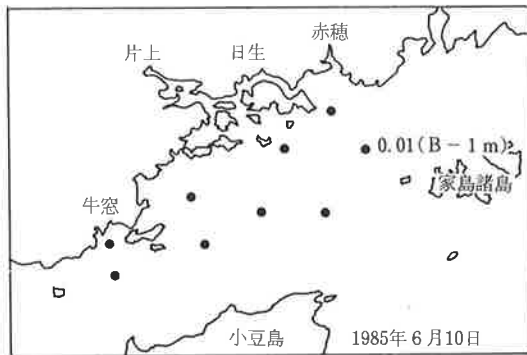 赤穂
片上
日生
0.01(B-1m)
家島諸島
牛窓
小豆島
1985年6月10日